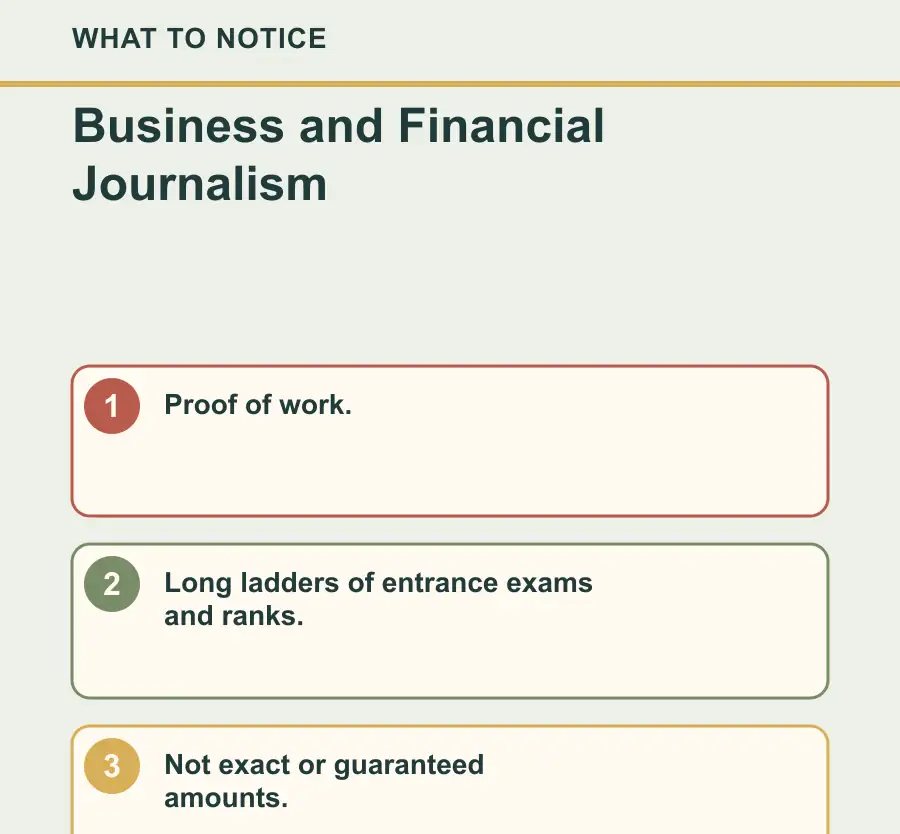 WHAT TO NOTICE
Business and Financial
Journalism
1
Proof of work.
2
Long ladders of entrance exams
and ranks.
3
Not exact or guaranteed
amounts.